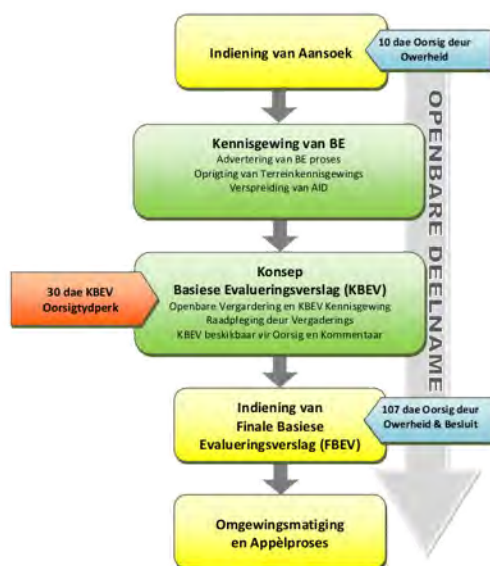 Indiening van Aansoek
10 dae Oorsig deur
Owerheid
OPENBARE DEELNAME
Kennisgewing van BE
Advertering van BE proses
Oprigting van Terreinkennisgewings
Verspreiding van AID
Konsep
Basiese Evalueringsverslag (KBEV)
Openbare Vergardering en KBEV Kennisgewing
Raadpleging deur Vergaderings
KBEV beskikbaar vir Oorsig en Kommentaar
30 dae KBEV
Oorsigtydperk
Indiening van
Finale Basiese
Evalueringsverslag (FBEV)
107 dae Oorsig deur
Owerheid & Besluit
Omgewingsmatiging
en Appèlproses